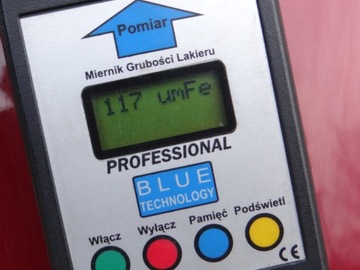 Pomiar
Miernik Grubości Lakieru
117 umFe
PROFESSIONAL
BLUE
TECHNOLOGY
Włącz Wyłącz Pamięć Podświetl
CE